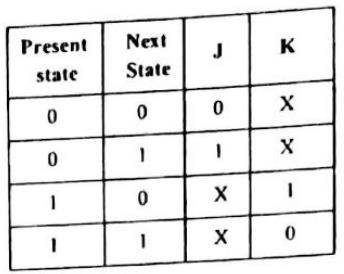 Present state Next State J K
0 0 0 X
0 1 1 X
1 0 X 1
1 1 X 0